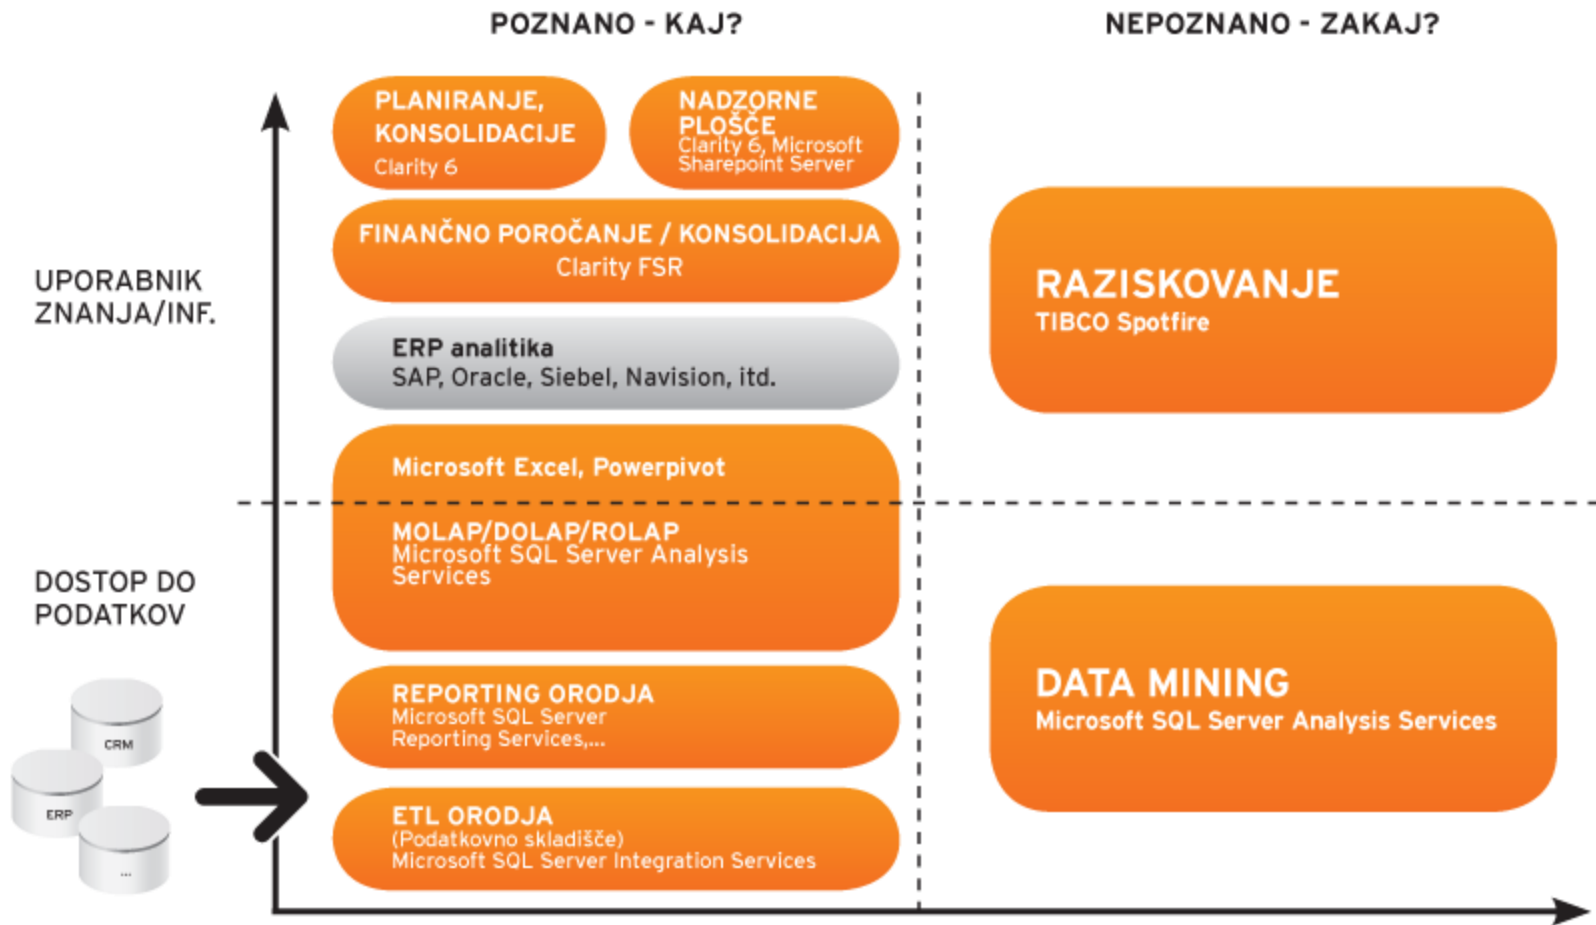 POZNANO - KAJ?
NEPOZNANO - ZAKAJ?
PLANIRANJE,
KONSOLIDACIJE
Clarity 6
NADZORNE
PLOŠČE
Clarity 6, Microsoft
Sharepoint Server
FINANČNO POROČANJE / KONSOLIDACIJA
Clarity FSR
UPORABNIK
ZNANJA/INF.
ERP analitika
SAP, Oracle, Siebel, Navision, itd.
RAZISKOVANJE
TIBCO Spotfire
Microsoft Excel, Powerpivot
MOLAP/DOLAP/ROLAP
Microsoft SQL Server Analysis
Services
DOSTOP DO
PODATKOV
REPORTING ORODJA
Microsoft SQL Server
Reporting Services,...
DATA MINING
Microsoft SQL Server Analysis Services
CRM
ERP
...
ETL ORODJA
(Podatkovno skladišče)
Microsoft SQL Server Integration Services